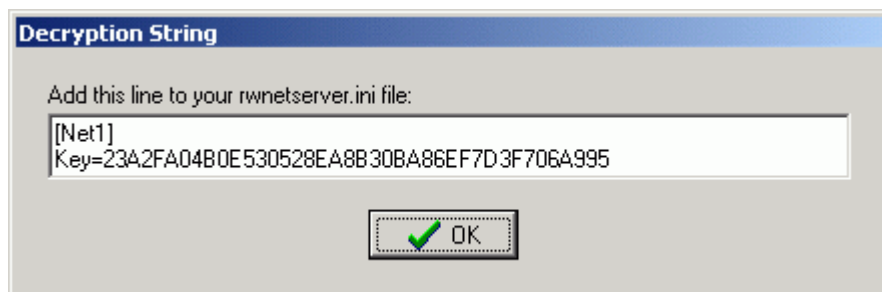 Decryption String
Add this line to your rwnetserver.ini file:
[Net1]
Key=23A2FA04B0E530528EA8B30BA86EF7D3F706A995
OK